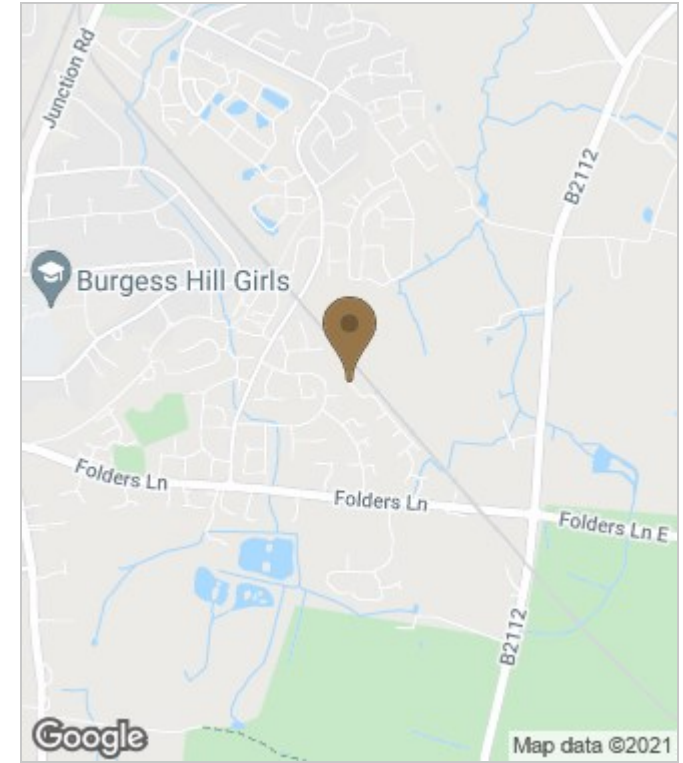 Junction Rd
B2112
Burgess Hill Girls
Folders Ln
Folders Ln
Folders Ln E
B2112
Google
Map data ©2021